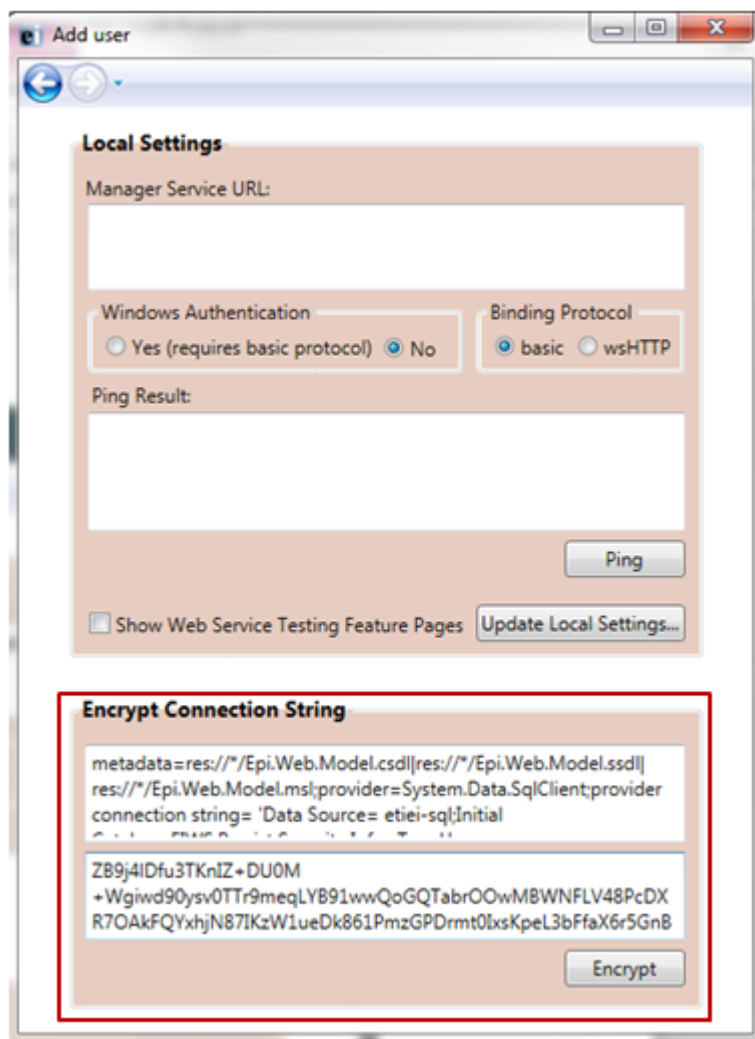 Add user
Local Settings
Manager Service URL:
Windows Authentication
Binding Protocol
Yes (requires basic protocol) No
basic wsHTTP
Ping Result:
Ping
Show Web Service Testing Feature Pages
Update Local Settings...
Encrypt Connection String
metadata=res://*/Epi.Web.Model.csdl|res://*/Epi.Web.Model.ssdl|
res://*/Epi.Web.Model.msl;provider=System.Data.SqlClient;provider
connection string= 'Data Source= etiei-sql;Initial
ZB9j4lDfu3TKnIZ+DU0M
+Wgiwd90ysv0TTr9meqLYB91wwQoGQTabrOOwMBWNFLV48PcDX
R7OAkFQYxhjN87IKzW1ueDk861PmzGPDrmt0IxsKpeL3bFfaX6r5GnB
Encrypt